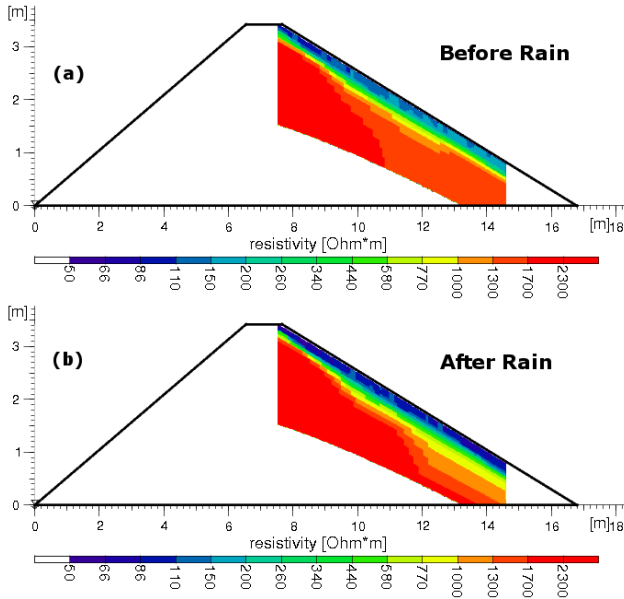 [m]
3
Before Rain
(a)
2
1
0
0 2 4 6 8 10 12 14 [m] 18
resistivity [Ohm*m]
50 66 86 110 150 200 260 340 440 580 770 1000 1300 1700 2300
[m]
3
(b) After Rain
2
1
0
0 2 4 6 8 10 12 14 16 [m] 18
resistivity [Ohm*m]
50 66 86 110 150 200 260 340 440 580 770 1000 1300 1700 2300